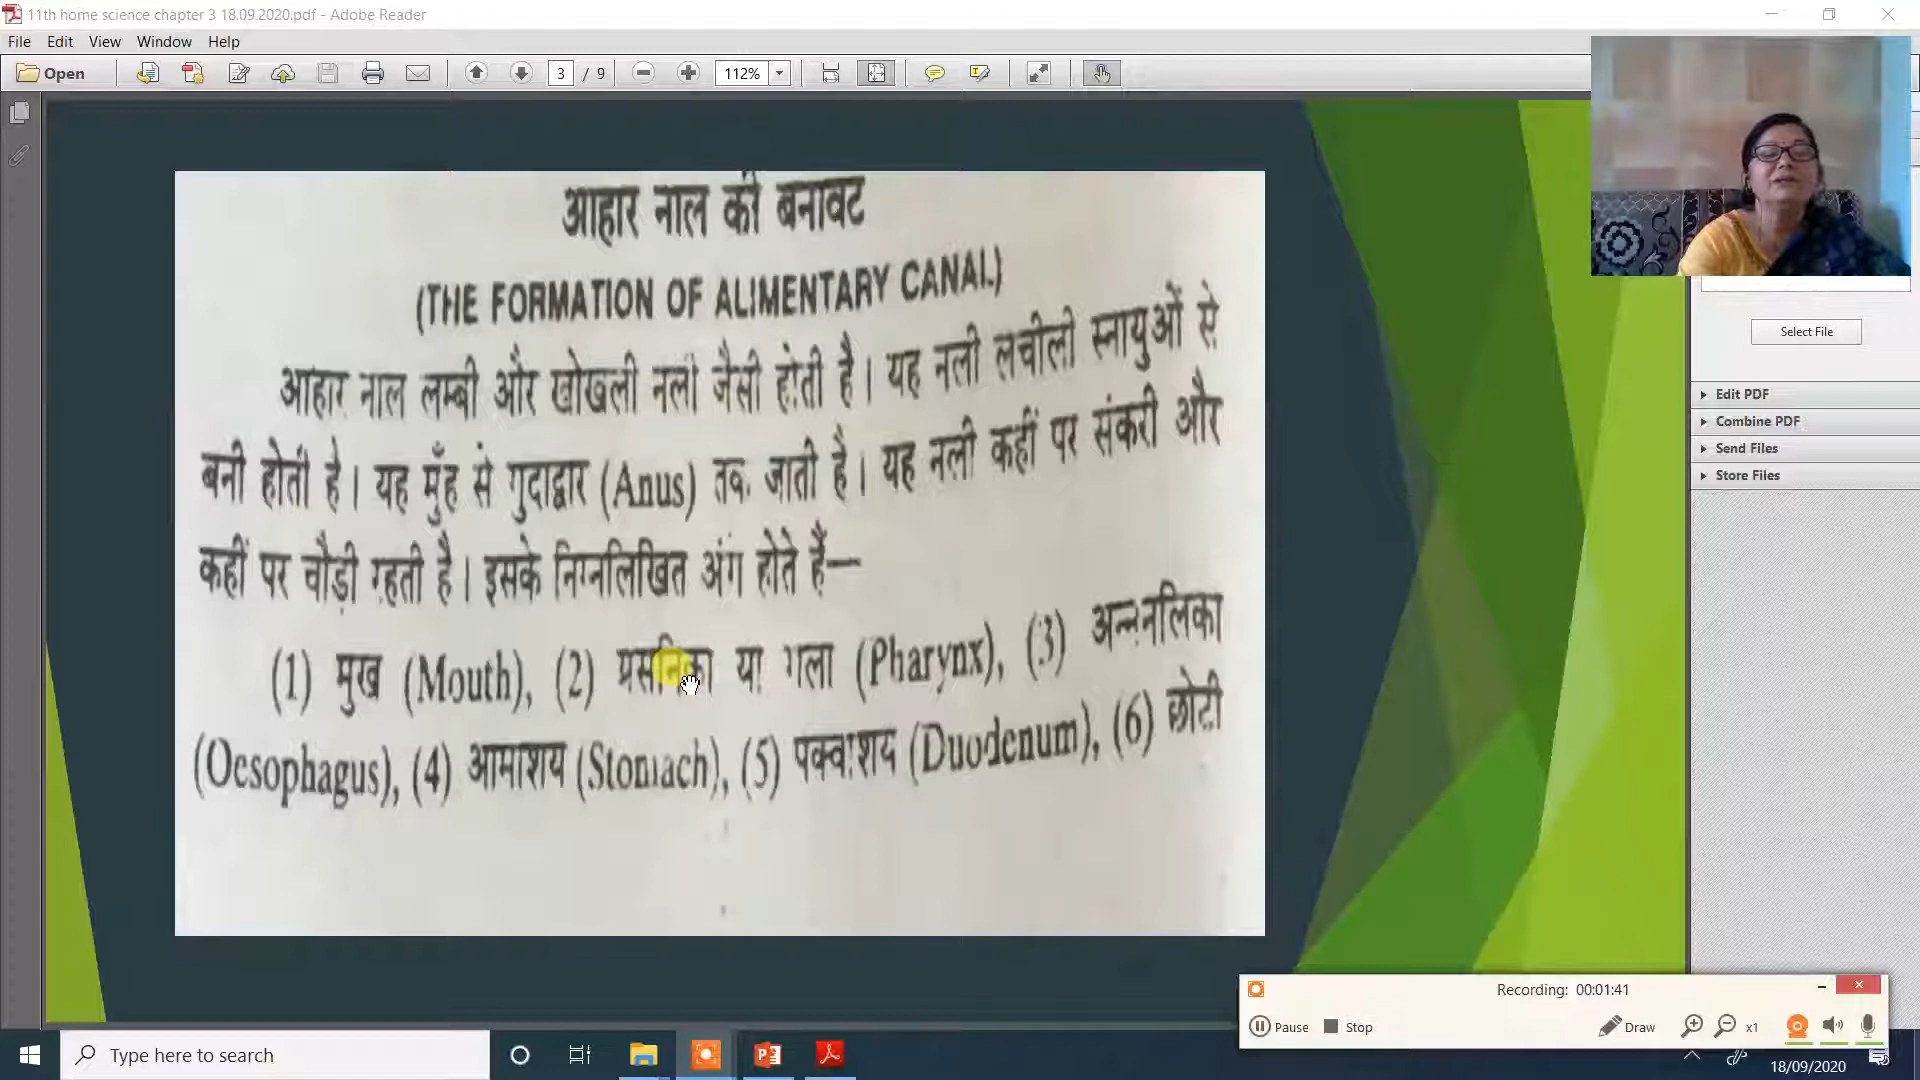 11th home science chapter 3 18.09.2020.pdf - Adobe Reader
File Edit View Window Help
Open 3 / 9 112%
आहार नाल की बनावट
(THE FORMATION OF ALIMENTARY CANAL)
आहार नाल लम्बी और खोखली नली जैसी होती है। यह नली लचीली स्नायुओं से
बनी होती है। यह मुँह से गुदाद्वार (Anus) तक जाती है। यह नली कहीं पर संकरी और
कहीं पर चौड़ी रहती है। इसके निम्नलिखित अंग होते हैं—
(1) मुख (Mouth), (2) ग्रसनिका या गला (Pharynx), (3) अन्ननलिका
(Oesophagus), (4) आमाशय (Stomach), (5) पक्वाशय (Duodenum), (6) छोटी
Select File
Edit PDF
Combine PDF
Send Files
Store Files
Recording: 00:01:41
Pause Stop Draw x1
Type here to search
18/09/2020